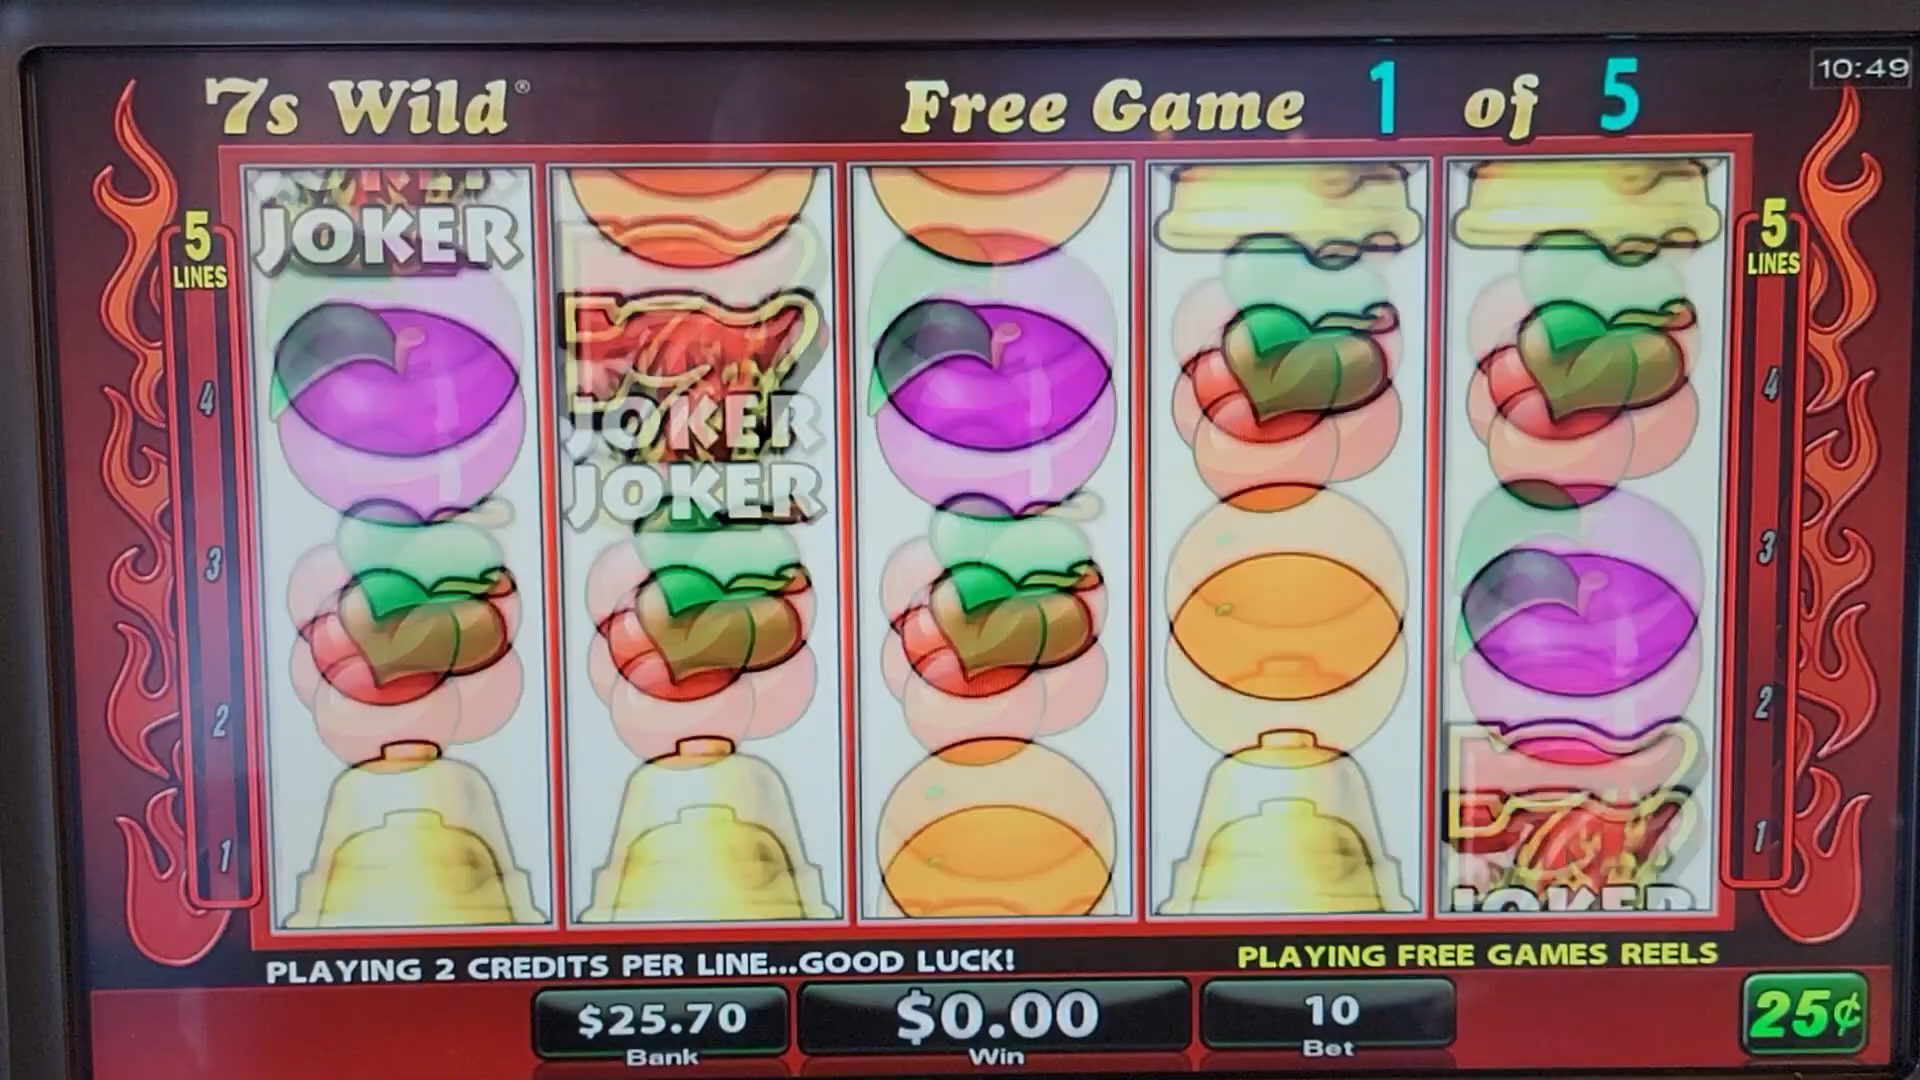 7s Wild®
Free Game 1 of 5
10:49
5 LINES
5 LINES
JOKER
4
4
JOKER
JOKER
3
3
2
2
1
1
JOKER
PLAYING 2 CREDITS PER LINE...GOOD LUCK!
PLAYING FREE GAMES REELS
$25.70
Bank
$0.00
Win
10
Bet
25¢